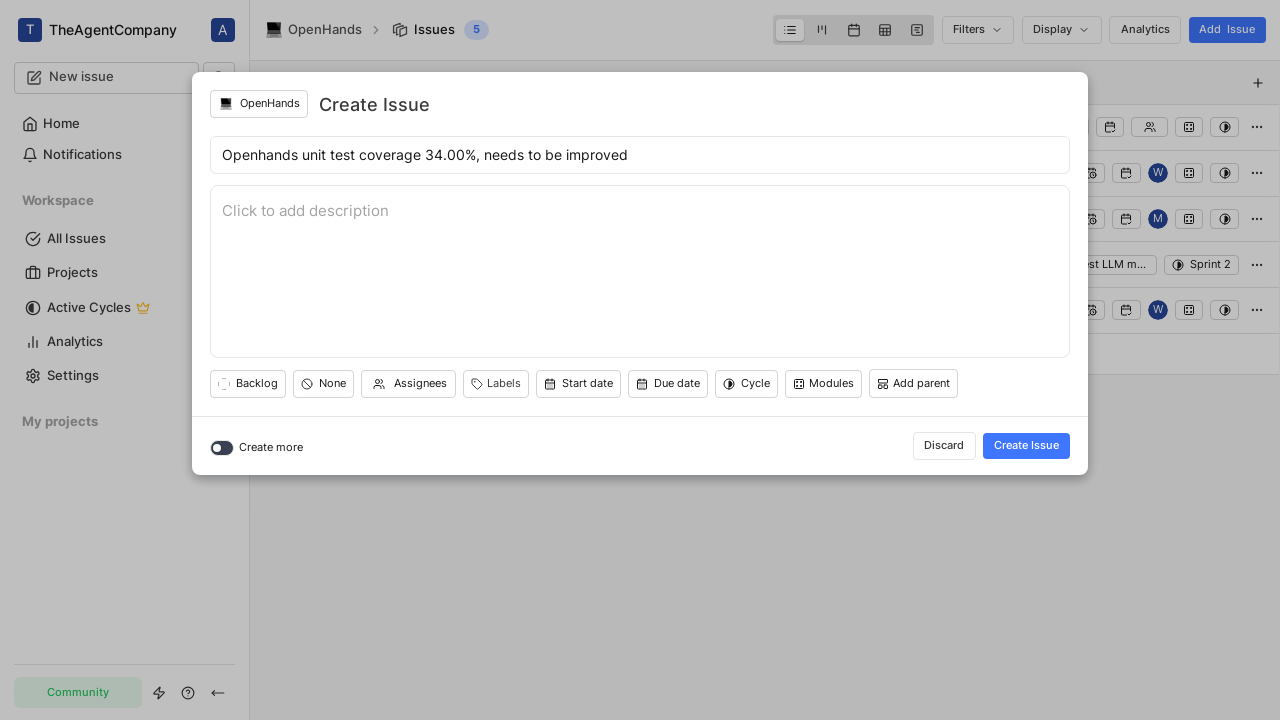 T TheAgentCompany A
OpenHands Issues 5
Filters Display Analytics Add Issue
New issue
Home
Notifications
Workspace
All Issues
Projects
Active Cycles
Analytics
Settings
My projects
Community
OpenHands Create Issue
Openhands unit test coverage 34.00%, needs to be improved
Click to add description
Backlog None Assignees Labels Start date Due date Cycle Modules Add parent
Create more Discard Create Issue
W
M
LLM m... Sprint 2
W